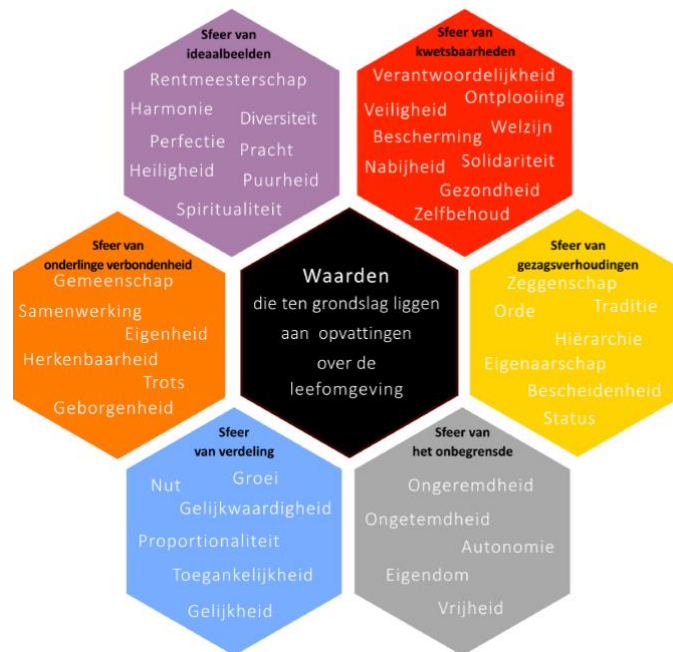 Sfeer van
ideaalbeelden
Rentmeesterschap
Harmonie
Diversiteit
Perfectie
Pracht
Heiligheid
Puurheid
Spiritualiteit
Sfeer van
kwetsbaarheden
Verantwoordelijkheid
Ontplooiing
Veiligheid
Welzijn
Bescherming
Solidariteit
Nabijheid
Gezondheid
Zelfbehoud
Sfeer van
onderlinge verbondenheid
Gemeenschap
Samenwerking
Eigenheid
Herkenbaarheid
Trots
Geborgenheid
Waarden
die ten grondslag liggen
aan opvattingen
over de
leefomgeving
Sfeer van
gezagsverhoudingen
Zeggenschap
Traditie
Orde
Hiërarchie
Eigenaarschap
Bescheidenheid
Status
Sfeer
van verdeling
Groei
Nut
Gelijkwaardigheid
Proportionaliteit
Toegankelijkheid
Gelijkheid
Sfeer van
het onbegrensde
Ongeremdheid
Ongetemdheid
Autonomie
Eigendom
Vrijheid